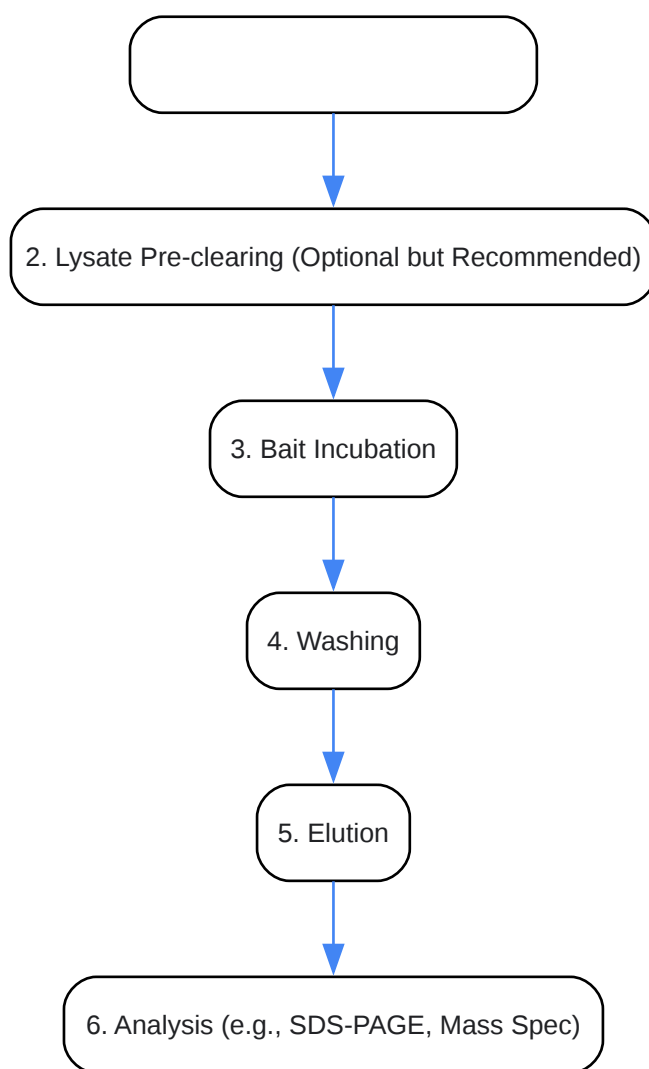 2. Lysate Pre-clearing (Optional but Recommended)
3. Bait Incubation
4. Washing
5. Elution
6. Analysis (e.g., SDS-PAGE, Mass Spec)